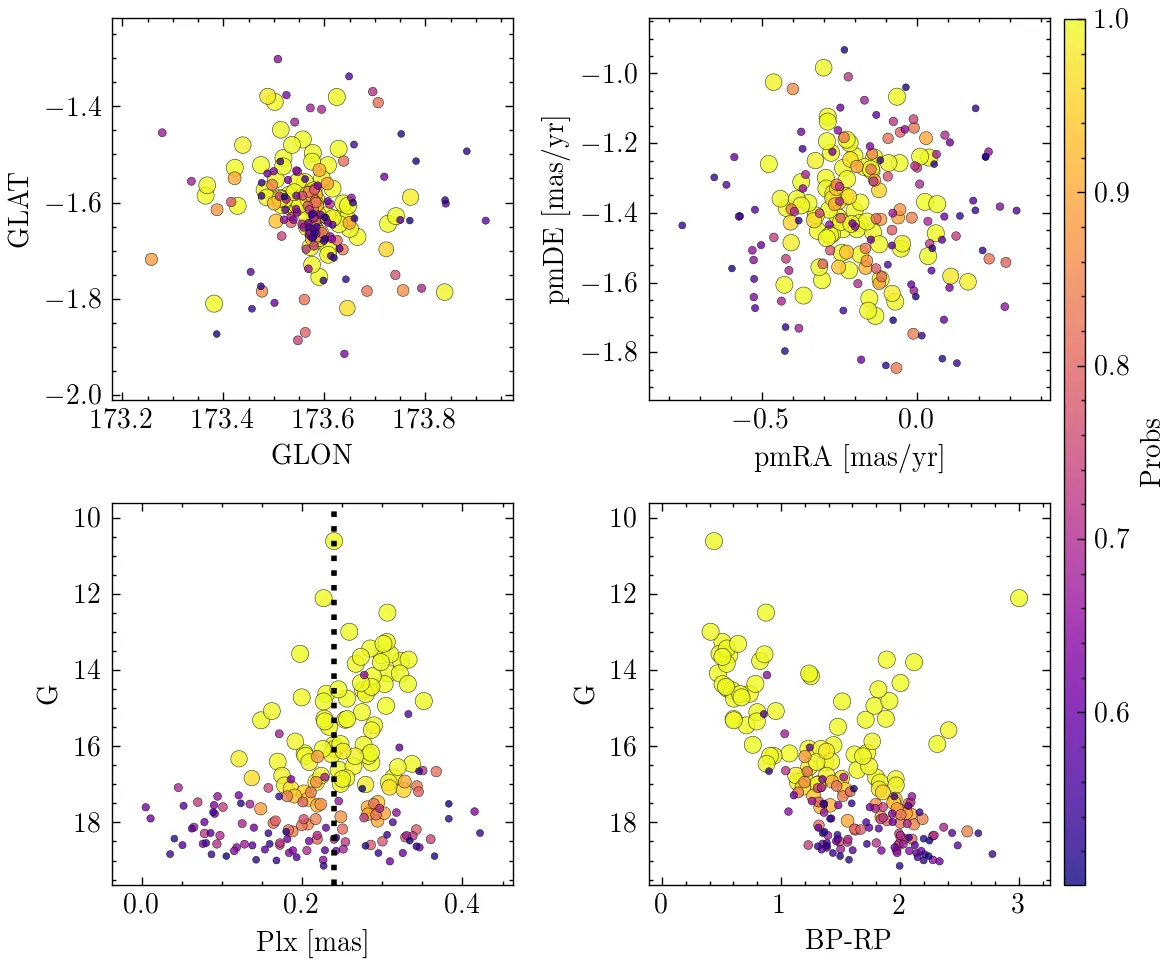 −1.4
−1.6
−1.8
−2.0
GLAT
173.2 173.4 173.6 173.8
GLON
−1.0
−1.2
−1.4
−1.6
−1.8
pmDE [mas/yr]
−0.5 0.0
pmRA [mas/yr]
10
12
14
16
18
G
0.0 0.2 0.4
Plx [mas]
10
12
14
16
18
G
0 1 2 3
BP-RP
1.0
0.9
0.8
0.7
0.6
Probs